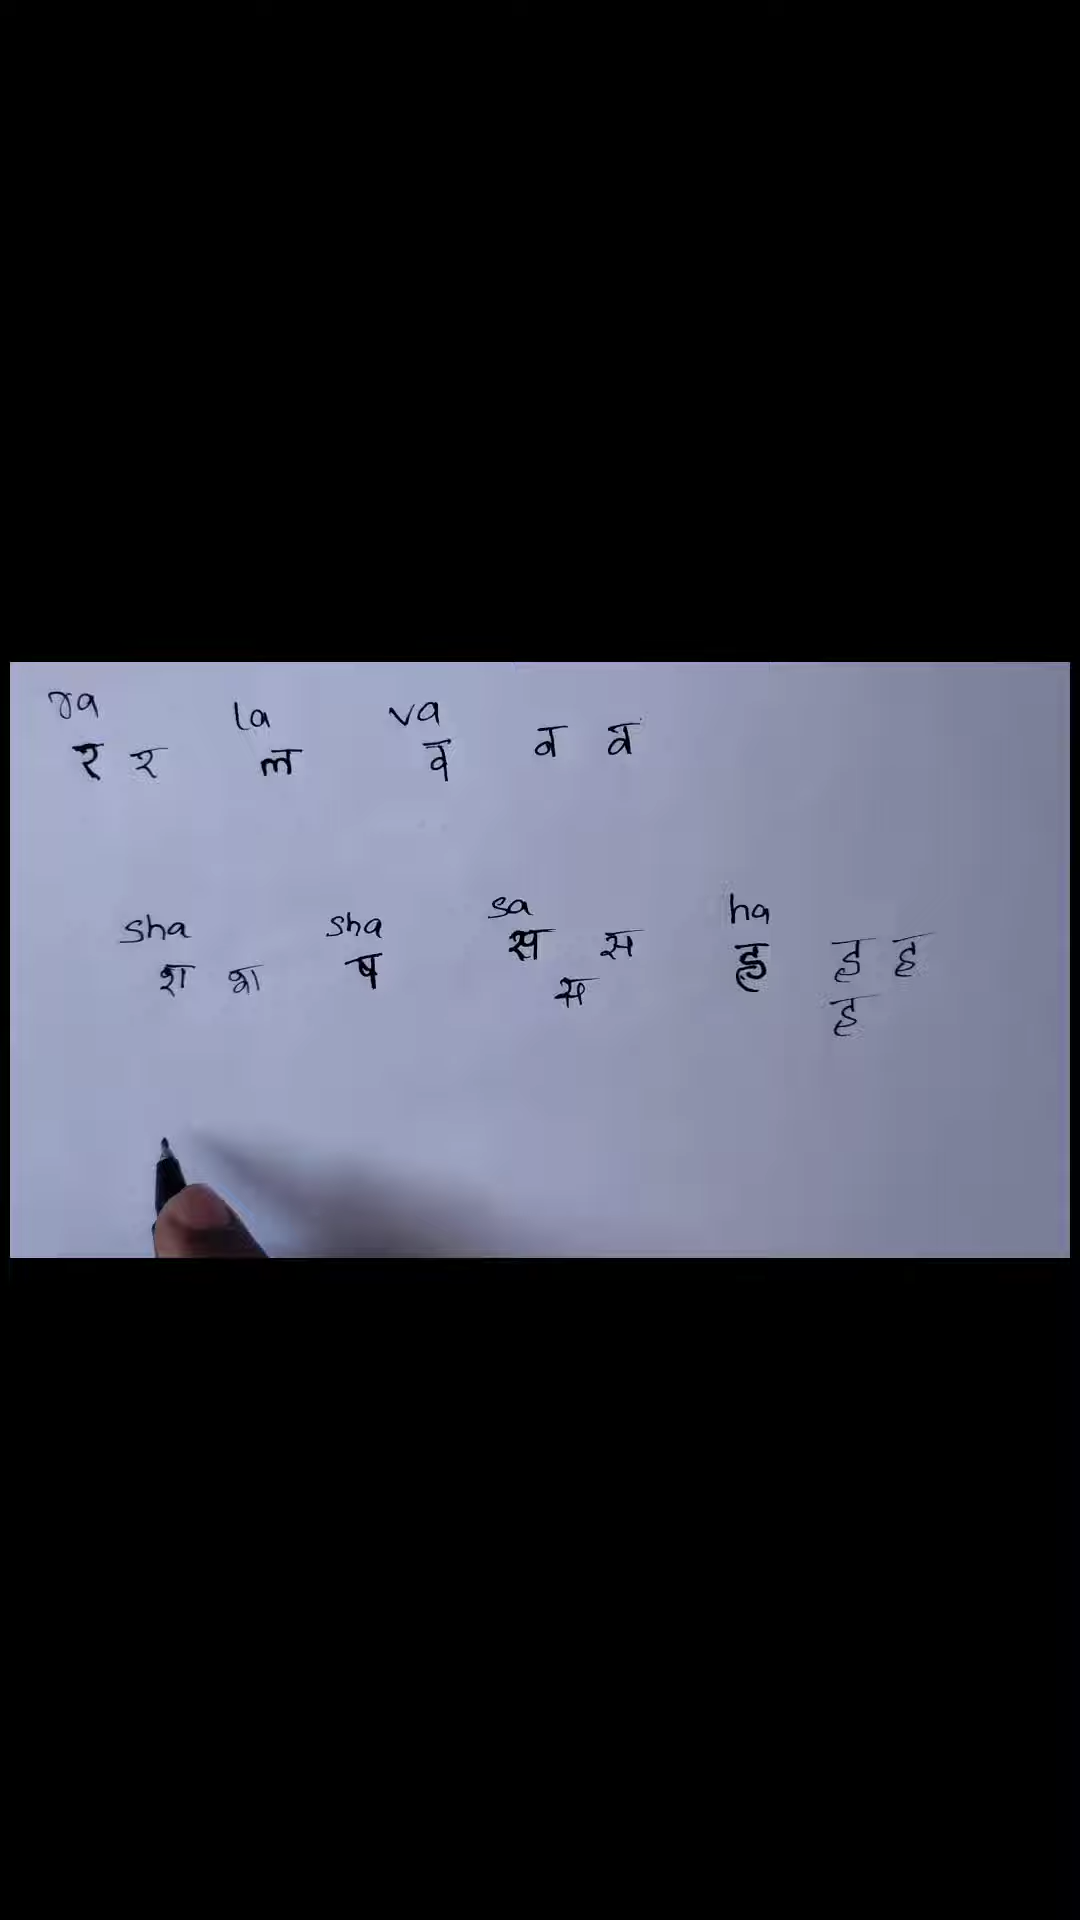 ra la va
र र ल व व व
sha sha sa ha
श श ष स स ह ह ह
स ह